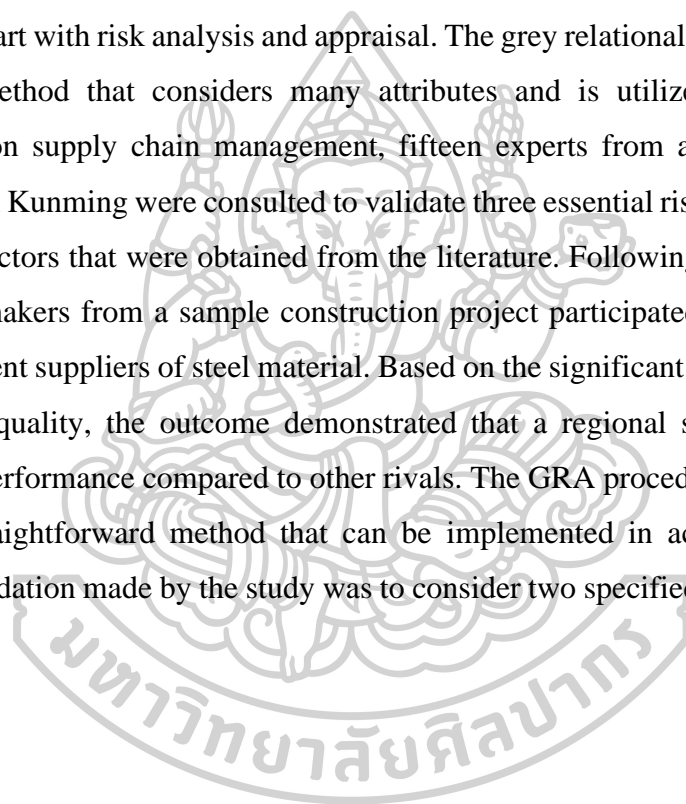 art with risk analysis and appraisal. The grey relational
ethod that considers many attributes and is utilize
on supply chain management, fifteen experts from a
Kunming were consulted to validate three essential ris
ctors that were obtained from the literature. Following
nakers from a sample construction project participated
ent suppliers of steel material. Based on the significant
quality, the outcome demonstrated that a regional s
erformance compared to other rivals. The GRA proced
aightforward method that can be implemented in ac
dation made by the study was to consider two specified
มหาวิทยาลัยศิลปากร